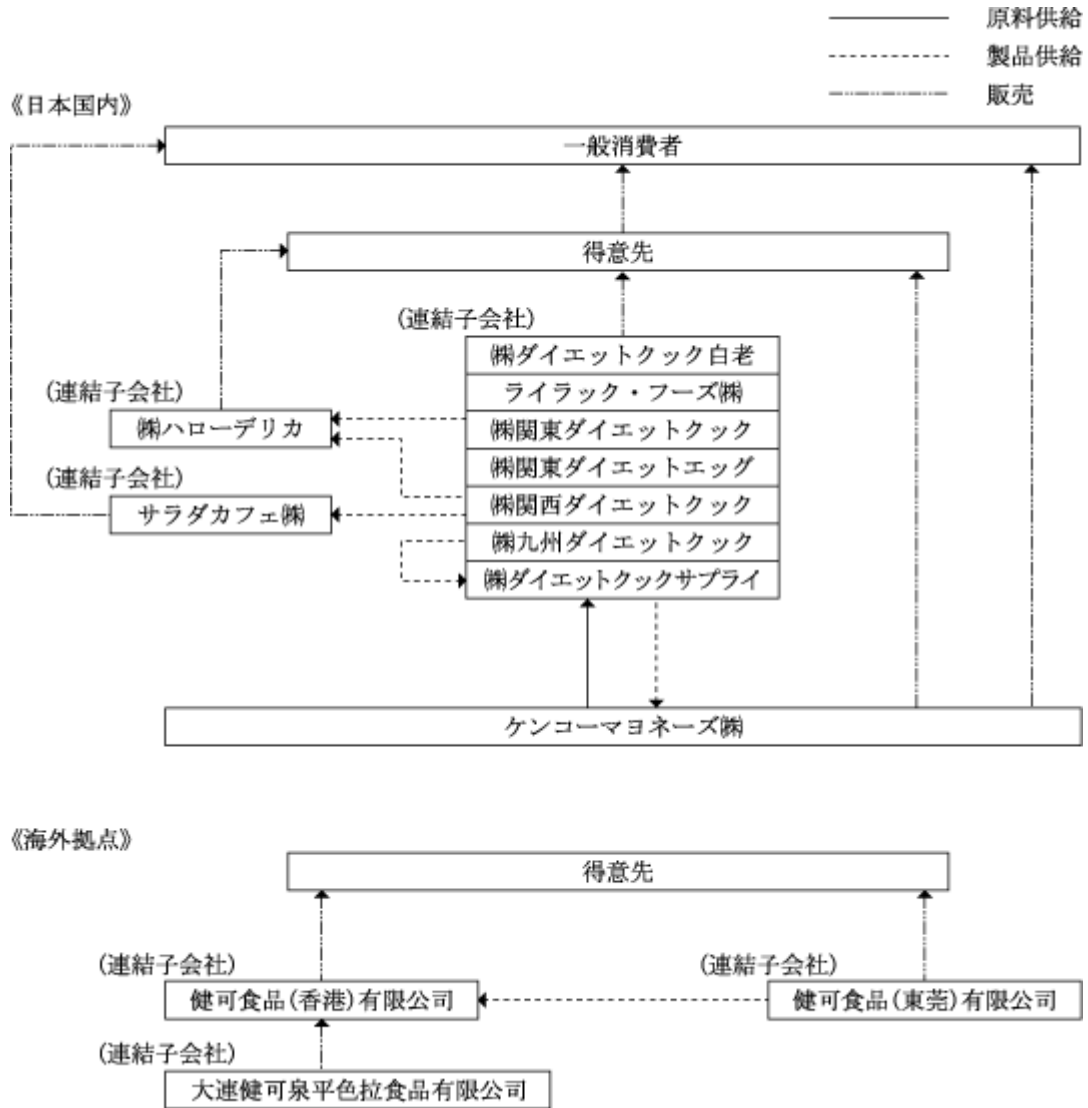 原料供給
製品供給
販売
《日本国内》
一般消費者
得意先
(連結子会社)
㈱ダイエットクック白老
ライラック・フーズ㈱
㈱関東ダイエットクック
㈱関東ダイエットエッグ
㈱関西ダイエットクック
㈱九州ダイエットクック
㈱ダイエットクックサプライ
(連結子会社)
㈱ハローデリカ
(連結子会社)
サラダカフェ㈱
ケンコーマヨネーズ㈱
《海外拠点》
得意先
(連結子会社)
健可食品(香港)有限公司
(連結子会社)
健可食品(東莞)有限公司
(連結子会社)
大連健可泉平色拉食品有限公司